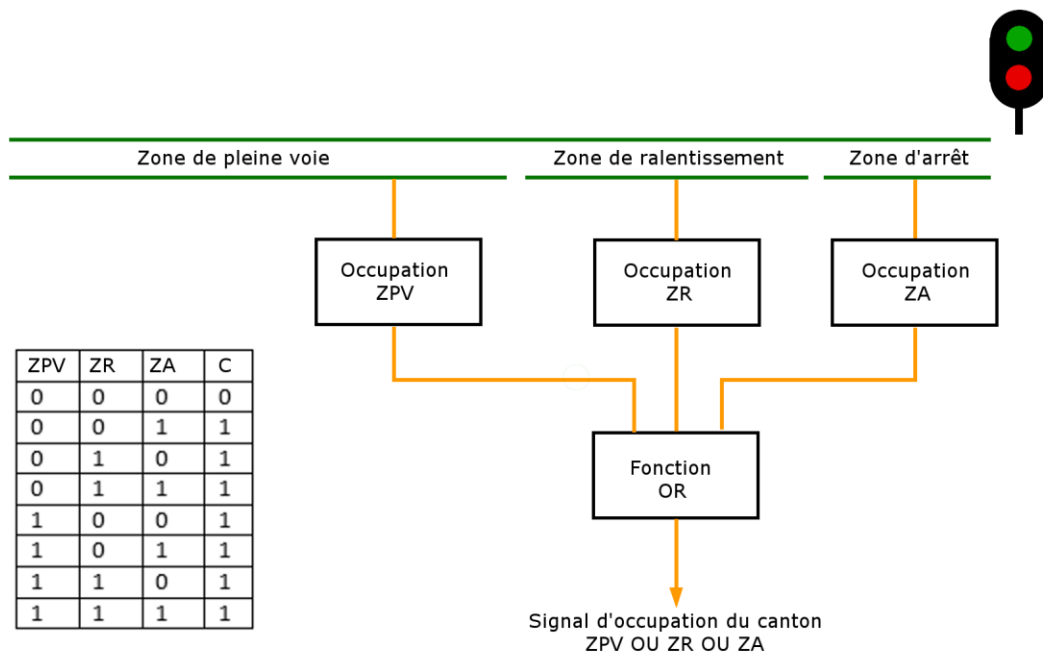 Zone de pleine voie Zone de ralentissement Zone d'arrêt
Occupation
ZPV
Occupation
ZR
Occupation
ZA
ZPV ZR ZA C
0 0 0 0
0 0 1 1
0 1 0 1
0 1 1 1
1 0 0 1
1 0 1 1
1 1 0 1
1 1 1 1
Fonction
OR
Signal d'occupation du canton
ZPV OU ZR OU ZA